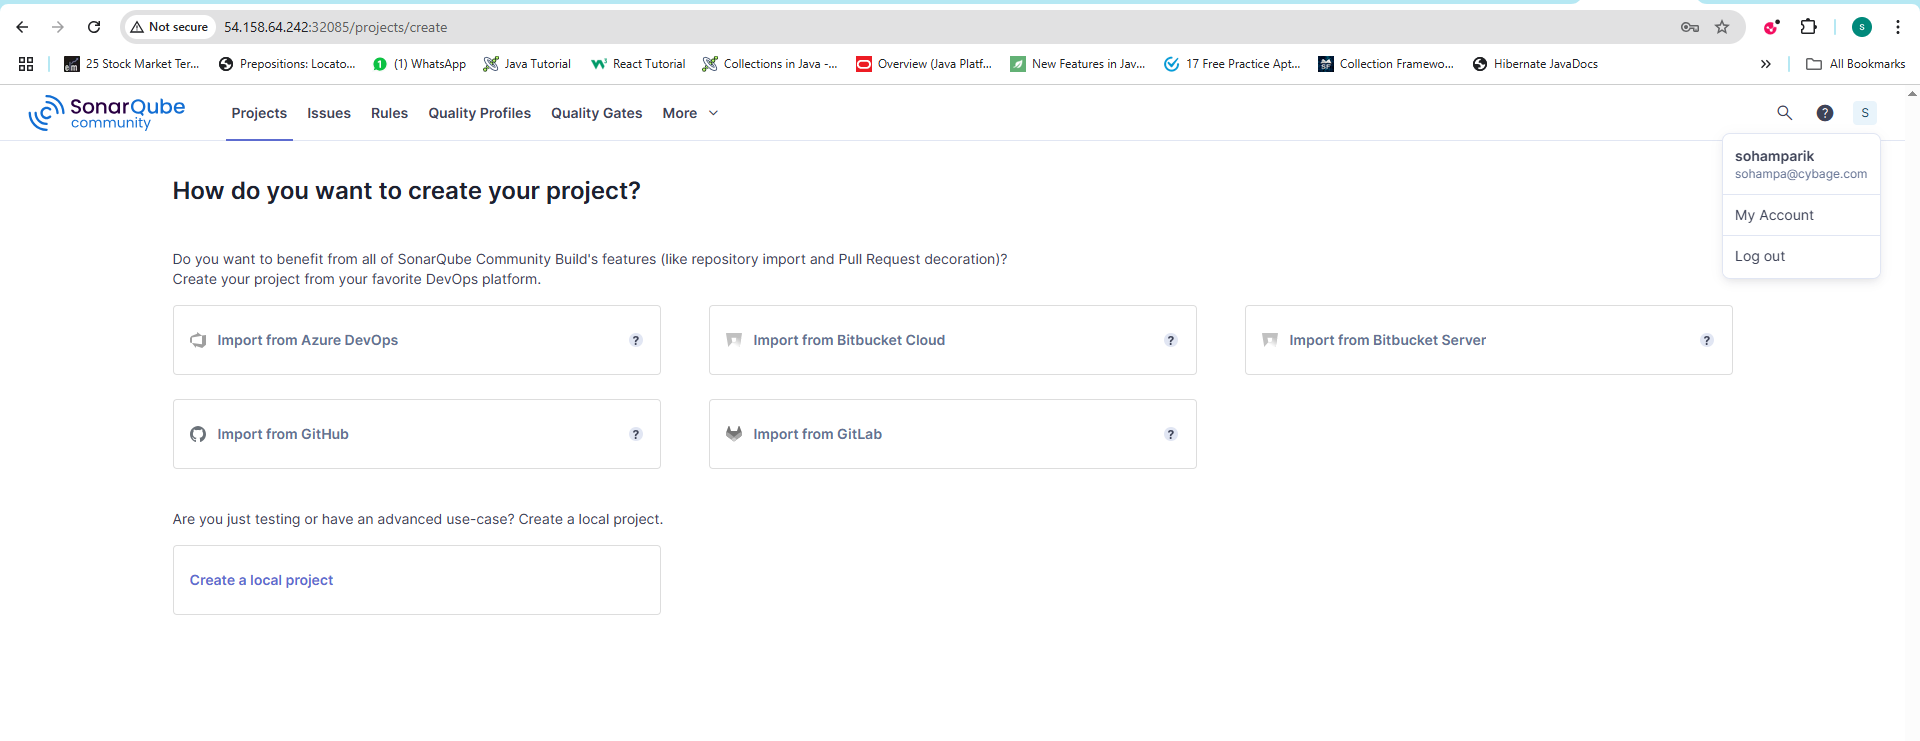 Not secure 54.158.64.242:32085/projects/create
25 Stock Market Ter... Prepositions: Locato... (1) WhatsApp Java Tutorial React Tutorial Collections in Java -... Overview (Java Platf... New Features in Jav... 17 Free Practice Apt... Collection Framewo... Hibernate JavaDocs All Bookmarks
SonarQube
community
Projects Issues Rules Quality Profiles Quality Gates More ? S
sohamparik
sohampa@cybage.com
My Account
Log out
How do you want to create your project?
Do you want to benefit from all of SonarQube Community Build's features (like repository import and Pull Request decoration)?
Create your project from your favorite DevOps platform.
Import from Azure DevOps ? Import from Bitbucket Cloud ? Import from Bitbucket Server ?
Import from GitHub ? Import from GitLab ?
Are you just testing or have an advanced use-case? Create a local project.
Create a local project